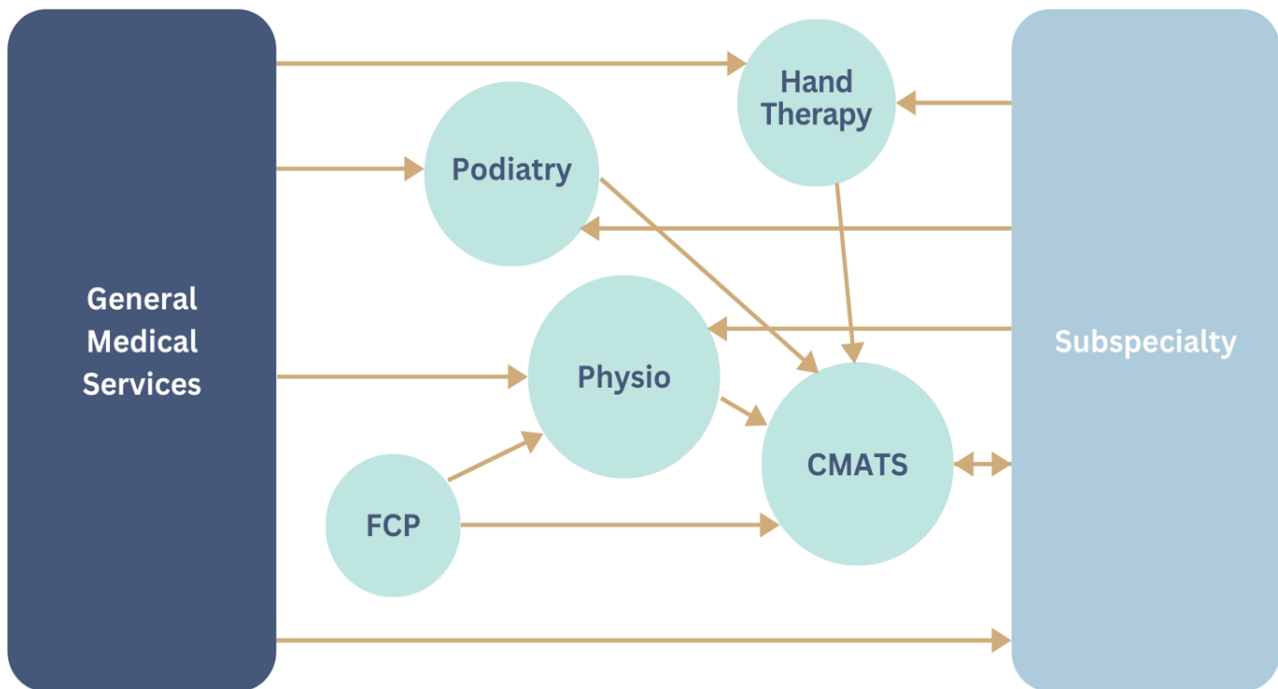 General
Medical
Services
Podiatry
Hand
Therapy
Physio
FCP
CMATS
Subspecialty